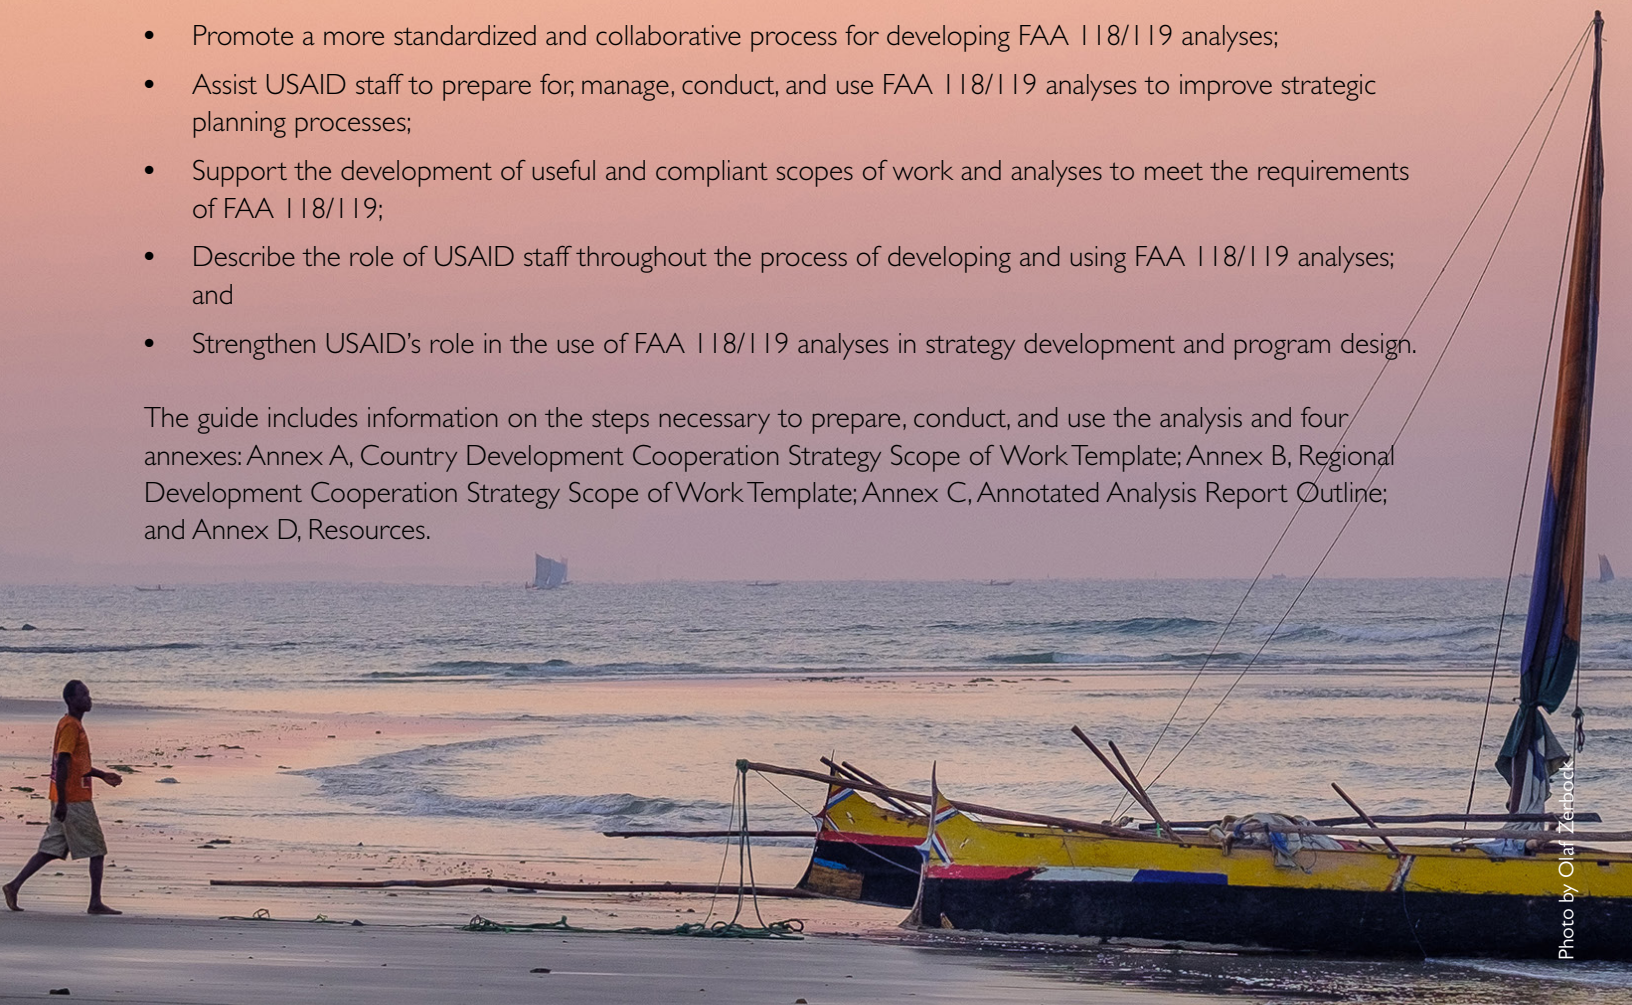 • Promote a more standardized and collaborative process for developing FAA 118/119 analyses;
• Assist USAID staff to prepare for, manage, conduct, and use FAA 118/119 analyses to improve strategic
planning processes;
• Support the development of useful and compliant scopes of work and analyses to meet the requirements
of FAA 118/119;
• Describe the role of USAID staff throughout the process of developing and using FAA 118/119 analyses;
and
• Strengthen USAID’s role in the use of FAA 118/119 analyses in strategy development and program design.
The guide includes information on the steps necessary to prepare, conduct, and use the analysis and four
annexes: Annex A, Country Development Cooperation Strategy Scope of Work Template; Annex B, Regional
Development Cooperation Strategy Scope of Work Template; Annex C, Annotated Analysis Report Outline;
and Annex D, Resources.
Photo by Olaf Zerbock